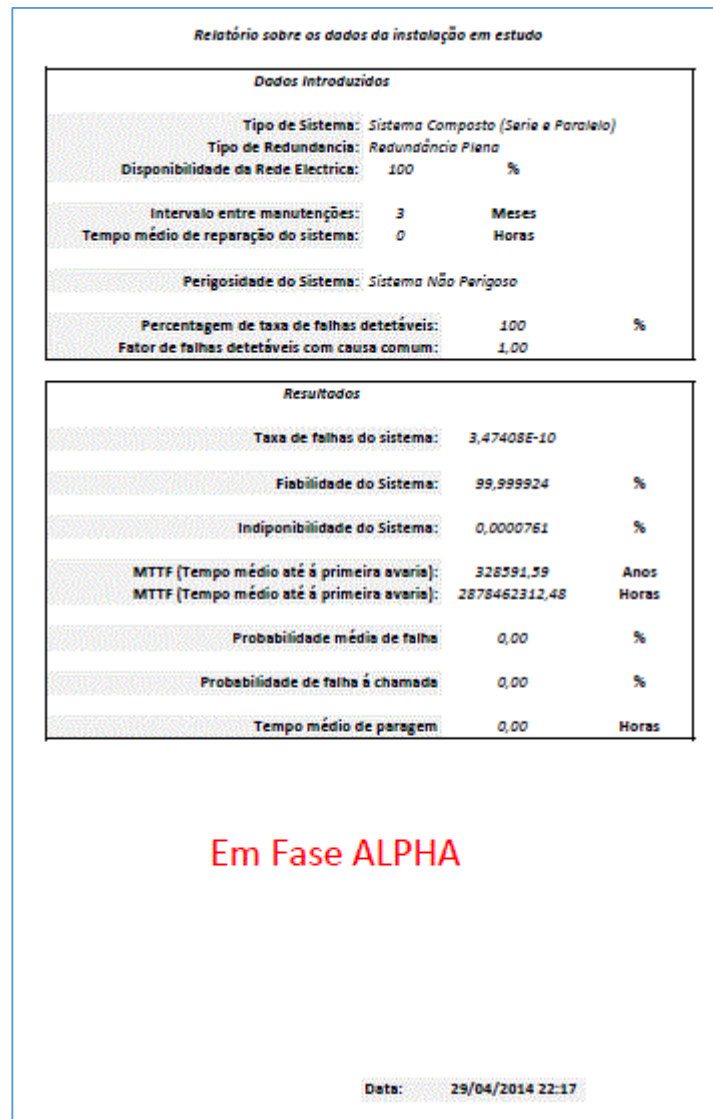 Relatório sobre os dados da instalação em estudo
Dados Introduzidos
Tipo de Sistema: Sistema Composto (Serie e Paralelo)
Tipo de Redundancia: Redundância Plena
Disponibilidade da Rede Electrica: 100 %
Intervalo entre manutenções: 3 Meses
Tempo médio de reparação do sistema: 0 Horas
Perigosidade do Sistema: Sistema Não Perigoso
Percentagem de taxa de falhas detetáveis: 100 %
Fator de falhas detetáveis com causa comum: 1,00
Resultados
Taxa de falhas do sistema: 3,47408E-10
Fiabilidade do Sistema: 99,999924 %
Indiponibilidade do Sistema: 0,0000761 %
MTTF (Tempo médio até á primeira avaria): 328591,59 Anos
MTTF (Tempo médio até á primeira avaria): 2878462312,48 Horas
Probabilidade média de falha 0,00 %
Probabilidade de falha á chamada 0,00 %
Tempo médio de paragem 0,00 Horas
Em Fase ALPHA
Data: 29/04/2014 22:17